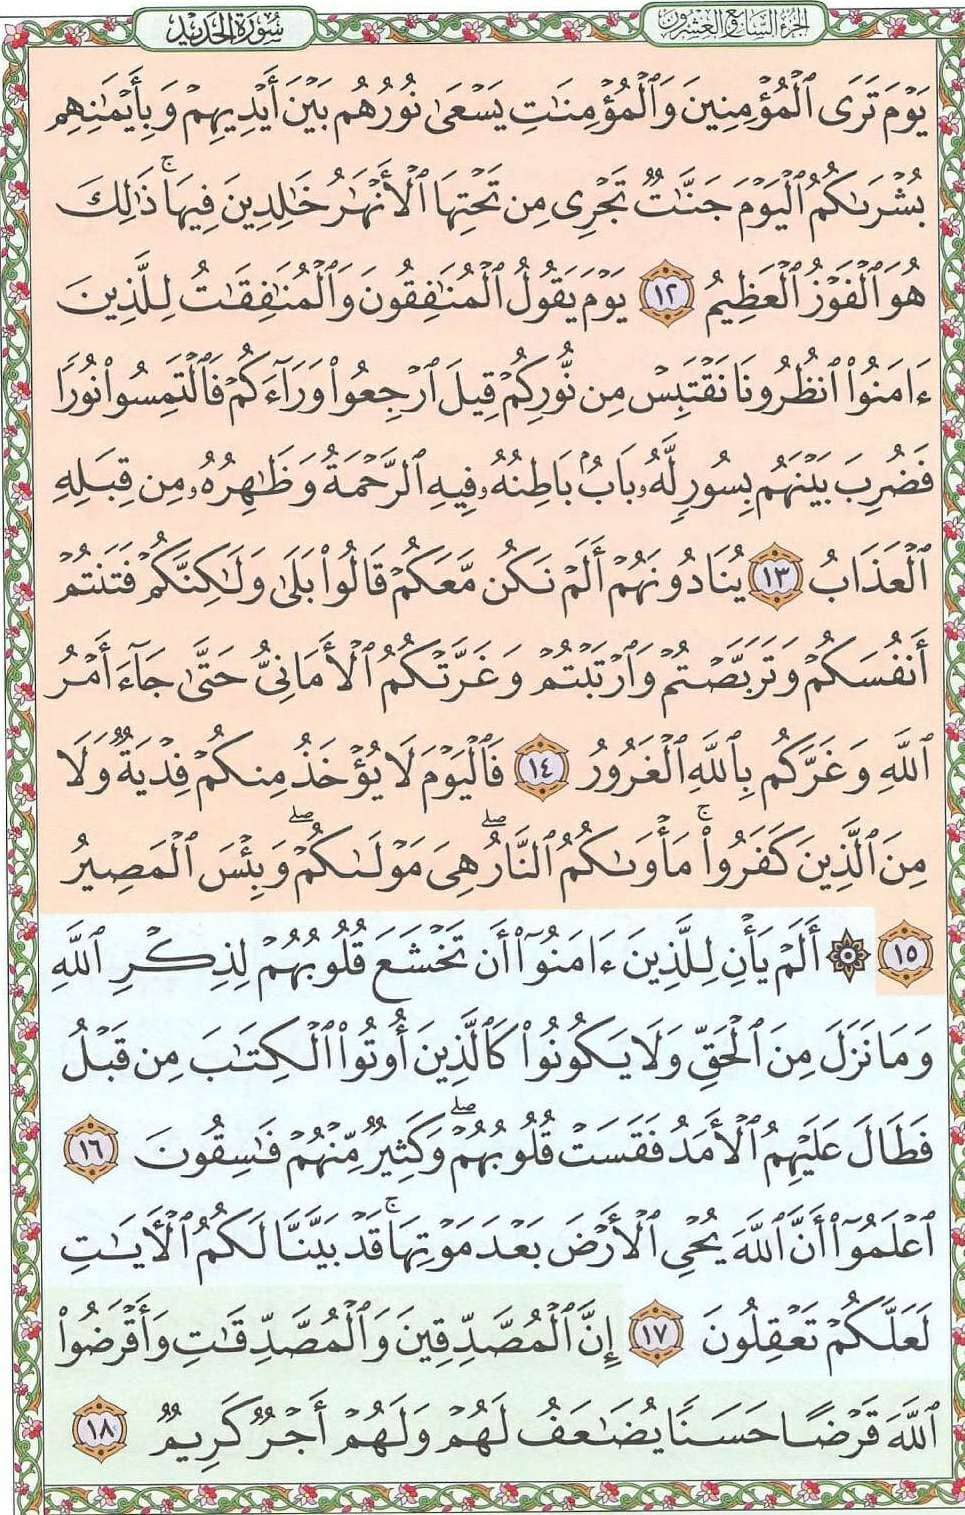 الجزء السابع والعشرون
سورة الحديد
يَوْمَ تَرَى ٱلْمُؤْمِنِينَ وَٱلْمُؤْمِنَٰتِ يَسْعَىٰ نُورُهُم بَيْنَ أَيْدِيهِمْ وَبِأَيْمَٰنِهِم
بُشْرَىٰكُمُ ٱلْيَوْمَ جَنَّٰتٌ تَجْرِى مِن تَحْتِهَا ٱلْأَنْهَٰرُ خَٰلِدِينَ فِيهَا ۚ ذَٰلِكَ
هُوَ ٱلْفَوْزُ ٱلْعَظِيمُ ١٢ يَوْمَ يَقُولُ ٱلْمُنَٰفِقُونَ وَٱلْمُنَٰفِقَٰتُ لِلَّذِينَ
ءَامَنُوا۟ ٱنظُرُونَا نَقْتَبِسْ مِن نُّورِكُمْ قِيلَ ٱرْجِعُوا۟ وَرَآءَكُمْ فَٱلْتَمِسُوا۟ نُورًا
فَضُرِبَ بَيْنَهُم بِسُورٍ لَّهُۥ بَابٌۢ بَاطِنُهُۥ فِيهِ ٱلرَّحْمَةُ وَظَٰهِرُهُۥ مِن قِبَلِهِ
ٱلْعَذَابُ ١٣ يُنَادُونَهُمْ أَلَمْ نَكُن مَّعَكُمْ قَالُوا۟ بَلَىٰ وَلَٰكِنَّكُمْ فَتَنتُمْ
أَنفُسَكُمْ وَتَرَبَّصْتُمْ وَٱرْتَبْتُمْ وَغَرَّتْكُمُ ٱلْأَمَانِىُّ حَتَّىٰ جَآءَ أَمْرُ
ٱللَّهِ وَغَرَّكُم بِٱللَّهِ ٱلْغَرُورُ ١٤ فَٱلْيَوْمَ لَا يُؤْخَذُ مِنكُمْ فِدْيَةٌ وَلَا
مِنَ ٱلَّذِينَ كَفَرُوا۟ ۚ مَأْوَىٰكُمُ ٱلنَّارُ ۖ هِىَ مَوْلَىٰكُمْ ۖ وَبِئْسَ ٱلْمَصِيرُ
١٥ ۞ أَلَمْ يَأْنِ لِلَّذِينَ ءَامَنُوٓا۟ أَن تَخْشَعَ قُلُوبُهُمْ لِذِكْرِ ٱللَّهِ
وَمَا نَزَلَ مِنَ ٱلْحَقِّ وَلَا يَكُونُوا۟ كَٱلَّذِينَ أُوتُوا۟ ٱلْكِتَٰبَ مِن قَبْلُ
فَطَالَ عَلَيْهِمُ ٱلْأَمَدُ فَقَسَتْ قُلُوبُهُمْ ۖ وَكَثِيرٌ مِّنْهُمْ فَٰسِقُونَ ١٦
ٱعْلَمُوٓا۟ أَنَّ ٱللَّهَ يُحْىِ ٱلْأَرْضَ بَعْدَ مَوْتِهَا ۚ قَدْ بَيَّنَّا لَكُمُ ٱلْأَيَٰتِ
لَعَلَّكُمْ تَعْقِلُونَ ١٧ إِنَّ ٱلْمُصَّدِّقِينَ وَٱلْمُصَّدِّقَٰتِ وَأَقْرَضُوا۟
ٱللَّهَ قَرْضًا حَسَنًا يُضَٰعَفُ لَهُمْ وَلَهُمْ أَجْرٌ كَرِيمٌ ١٨